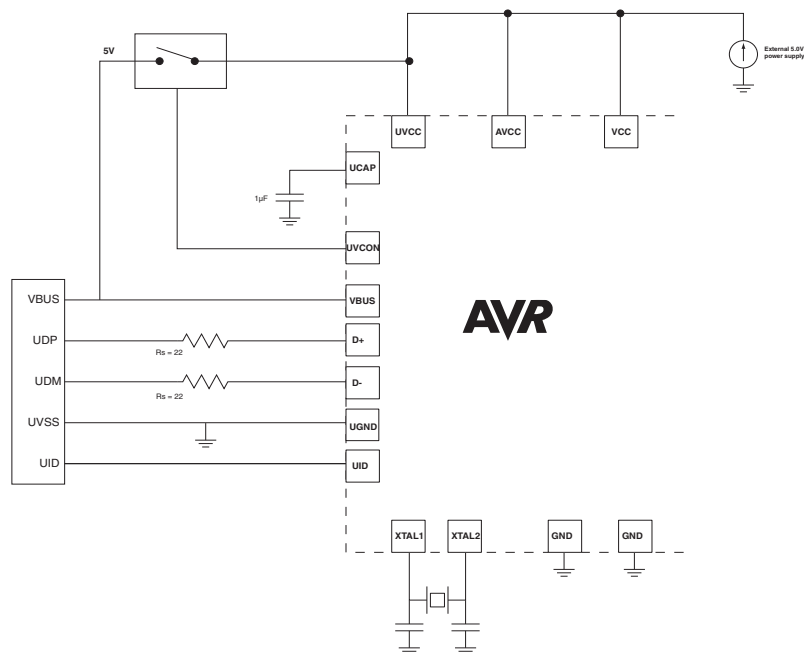 5V
External 5.0V
power supply
UVCC
AVCC
VCC
UCAP
1µF
UVCON
VBUS
VBUS
UDP
Rs = 22
D+
UDM
Rs = 22
D-
UVSS
UGND
UID
UID
AVR
XTAL1
XTAL2
GND
GND